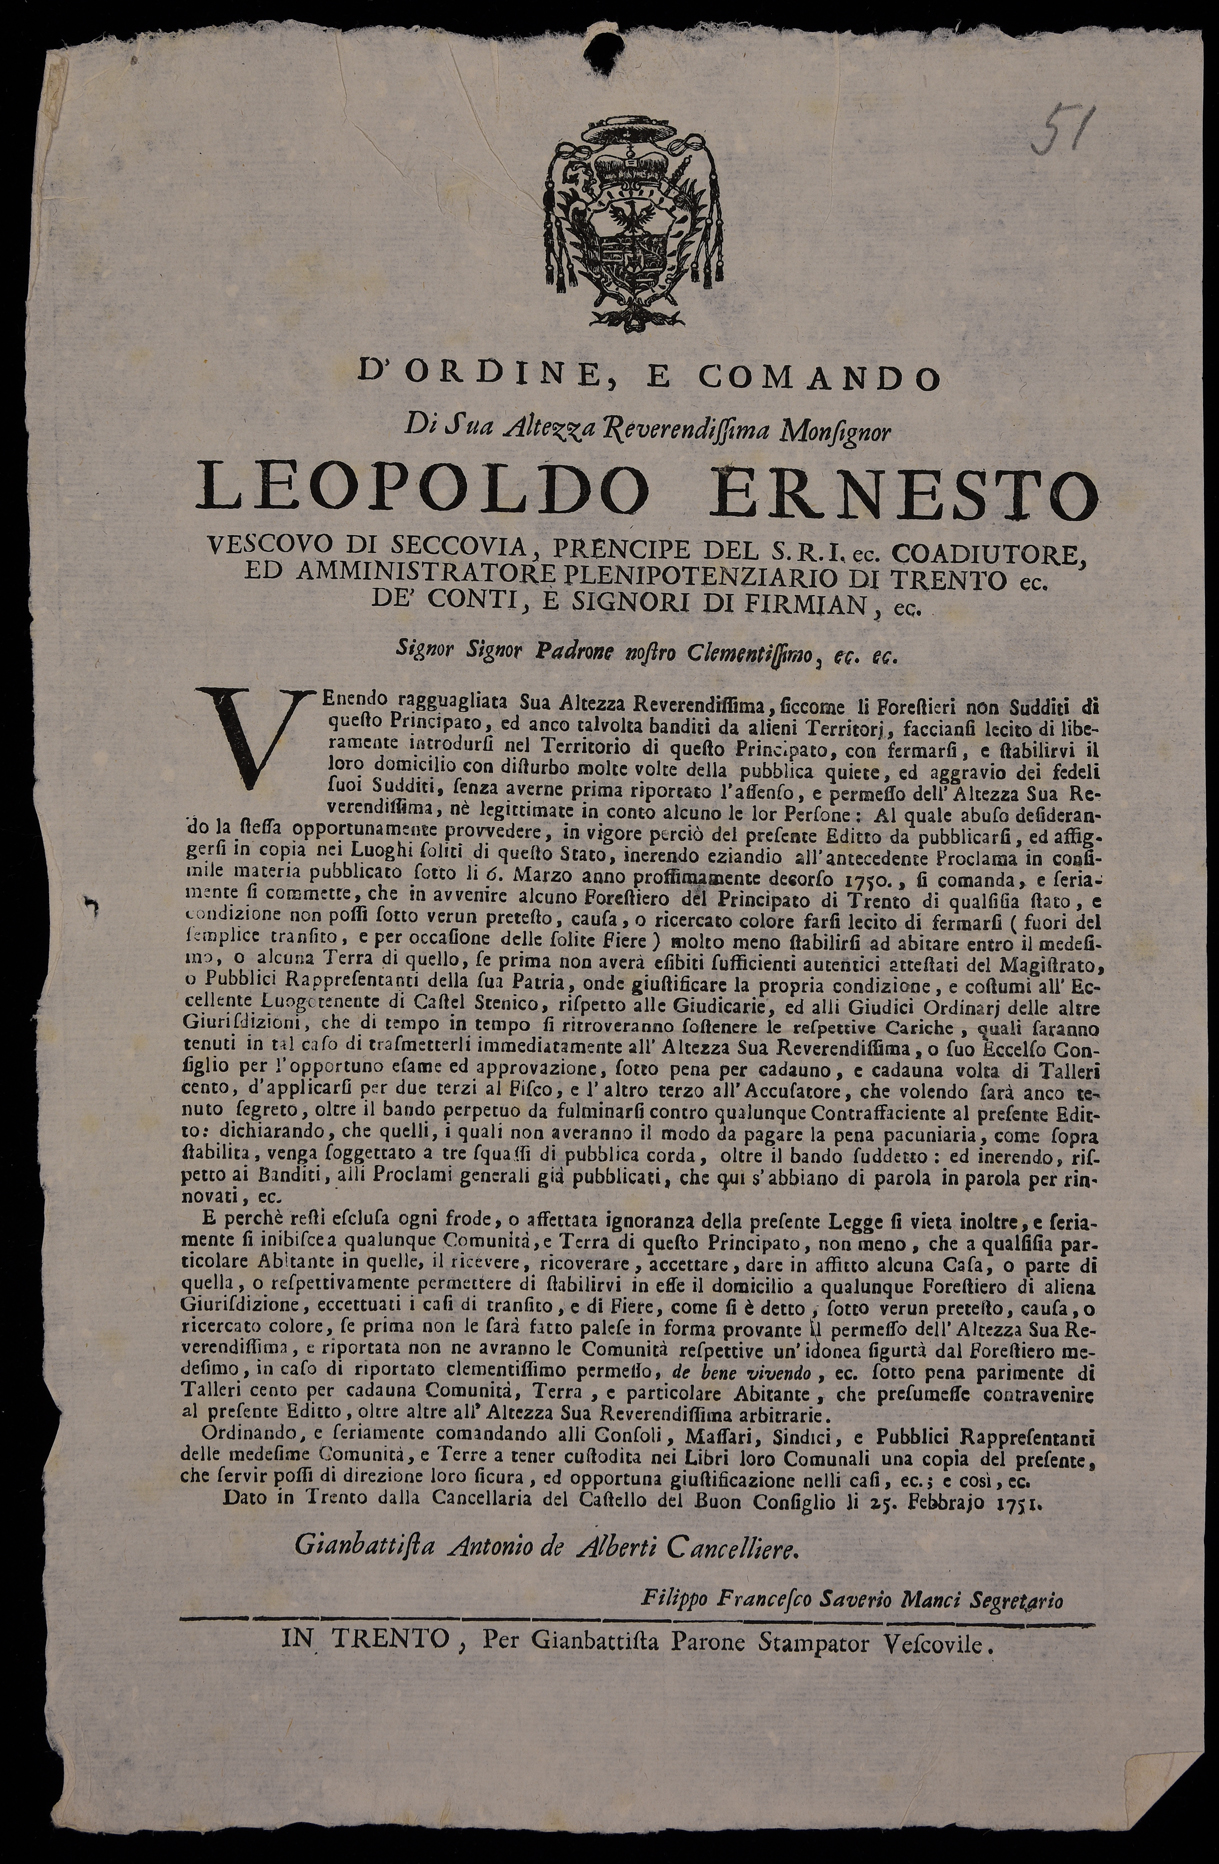 51
D'ORDINE, E COMANDO
Di Sua Altezza Reverendiſſima Monſignor
LEOPOLDO ERNESTO
VESCOVO DI SECCOVIA, PRENCIPE DEL S.R.I. ec. COADIUTORE,
ED AMMINISTRATORE PLENIPOTENZIARIO DI TRENTO ec.
DE' CONTI, E SIGNORI DI FIRMIAN, ec.
Signor Signor Padrone noſtro Clementiſſimo, ec. ec.
VEnendo ragguagliata Sua Altezza Reverendiſſima, ſiccome li Foreſtieri non Sudditi di
queſto Principato, ed anco talvolta banditi da alieni Territorj, faccianſi lecito di libe-
ramente introdurſi nel Territorio di queſto Principato, con fermarſi, e ſtabilirvi il
loro domicilio con diſturbo molte volte della pubblica quiete, ed aggravio dei fedeli
ſuoi Sudditi, ſenza averne prima riportato l'aſſenſo, e permeſſo dell' Altezza Sua Re-
verendiſſima, nè legittimate in conto alcuno le lor Perſone: Al quale abuſo deſideran-
do la ſteſſa opportunamente provvedere, in vigore perciò del preſente Editto da pubblicarſi, ed affig-
gerſi in copia nei Luoghi ſoliti di queſto Stato, inerendo eziandio all'antecedente Proclama in conſi-
mile materia pubblicato ſotto li 6. Marzo anno proſſimamente decorſo 1750., ſi comanda, e ſeria-
mente ſi commette, che in avvenire alcuno Foreſtiero del Principato di Trento di qualſiſia ſtato, e
condizione non poſſi ſotto verun preteſto, cauſa, o ricercato colore farſi lecito di fermarſi ( fuori del
ſemplice tranſito, e per occaſione delle ſolite Fiere ) molto meno ſtabilirſi ad abitare entro il medeſi-
mo, o alcuna Terra di quello, ſe prima non averà eſibiti ſufficienti autentici atteſtati del Magiſtrato,
o Pubblici Rappreſentanti della ſua Patria, onde giuſtificare la propria condizione, e coſtumi all' Ec-
cellente Luogotenente di Caſtel Stenico, riſpetto alle Giudicarie, ed alli Giudici Ordinarj delle altre
Giuriſdizioni, che di tempo in tempo ſi ritroveranno ſoſtenere le reſpettive Cariche, quali ſaranno
tenuti in tal caſo di traſmetterli immediatamente all' Altezza Sua Reverendiſſima, o ſuo Eccelſo Con-
ſiglio per l'opportuno eſame ed approvazione, ſotto pena per cadauno, e cadauna volta di Talleri
cento, d'applicarſi per due terzi al Fiſco, e l'altro terzo all'Accuſatore, che volendo ſarà anco te-
nuto ſegreto, oltre il bando perpetuo da fulminarſi contro qualunque Contraffaciente al preſente Edit-
to: dichiarando, che quelli, i quali non averanno il modo da pagare la pena pacuniaria, come ſopra
ſtabilita, venga ſoggettato a tre ſquaſſi di pubblica corda, oltre il bando ſuddetto: ed inerendo, riſ-
petto ai Banditi, alli Proclami generali già pubblicati, che qui s'abbiano di parola in parola per rin-
novati, ec.
E perchè reſti eſcluſa ogni frode, o affettata ignoranza della preſente Legge ſi vieta inoltre, e ſeria-
mente ſi inibiſce a qualunque Comunità, e Terra di queſto Principato, non meno, che a qualſiſia par-
ticolare Abitante in quelle, il ricevere, ricoverare, accettare, dare in affitto alcuna Caſa, o parte di
quella, o reſpettivamente permettere di ſtabilirvi in eſſe il domicilio a qualunque Foreſtiero di aliena
Giuriſdizione, eccettuati i caſi di tranſito, e di Fiere, come ſi è detto, ſotto verun preteſto, cauſa, o
ricercato colore, ſe prima non le ſarà fatto paleſe in forma provante il permeſſo dell' Altezza Sua Re-
verendiſſima, e riportata non ne avranno le Comunità reſpettive un'idonea ſigurtà dal Foreſtiero me-
deſimo, in caſo di riportato clementiſſimo permeſſo, de bene vivendo, ec. ſotto pena parimente di
Talleri cento per cadauna Comunità, Terra, e particolare Abitante, che preſumeſſe contravenire
al preſente Editto, oltre altre all' Altezza Sua Reverendiſſima arbitrarie.
Ordinando, e ſeriamente comandando alli Conſoli, Maſſari, Sindici, e Pubblici Rappreſentanti
delle medeſime Comunità, e Terre a tener cuſtodita nei Libri loro Comunali una copia del preſente,
che ſervir poſſi di direzione loro ſicura, ed opportuna giuſtificazione nelli caſi, ec.; e così, ec.
Dato in Trento dalla Cancellaria del Caſtello del Buon Conſiglio li 25. Febbrajo 1751.
Gianbattiſta Antonio de Alberti Cancelliere.
Filippo Franceſco Saverio Manci Segretario
IN TRENTO, Per Gianbattiſta Parone Stampator Veſcovile.